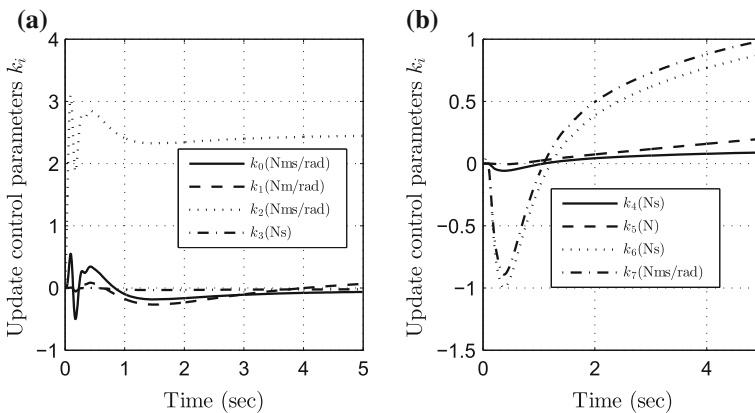 (a)
Update control parameters k_i
4
3
2
1
0
−1
k_0(Nms/rad)
k_1(Nm/rad)
k_2(Nms/rad)
k_3(Ns)
0 1 2 3 4 5
Time (sec)
(b)
Update control parameters k_i
1
0.5
0
−0.5
−1
−1.5
k_4(Ns)
k_5(N)
k_6(Ns)
k_7(Nms/rad)
0 2 4
Time (sec)